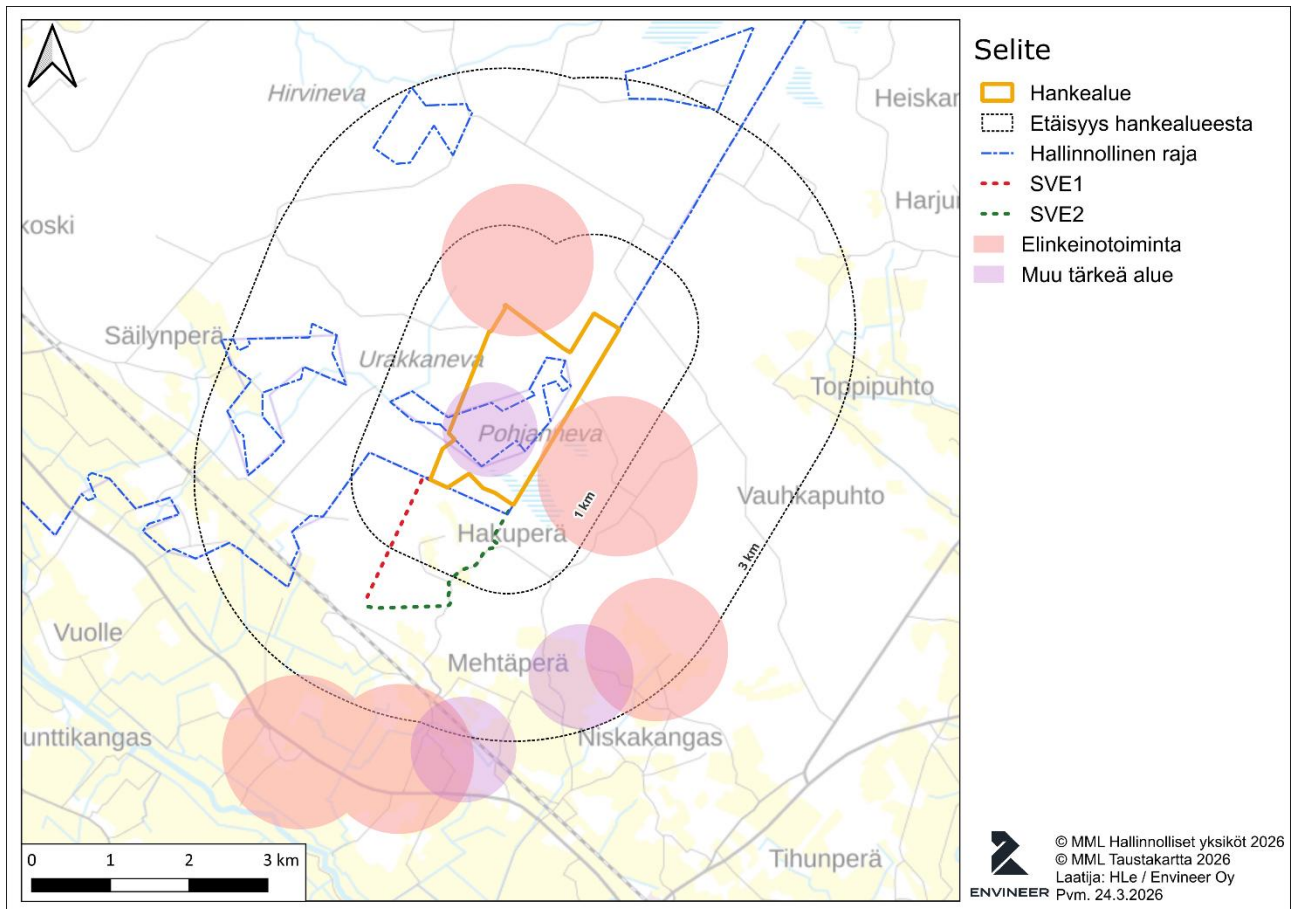 Hirvineva
Heiskar
Harju
koski
Säilynperä
Urakkaneva
Toppipuhto
Pohjanneva
Vauhkapuhto
1 km
Hakuperä
3 km
Vuolle
Mehtäperä
unttikangas
Niskakangas
Tihunperä
0 1 2 3 km
Selite
Hankealue
Etäisyys hankealueesta
Hallinnollinen raja
SVE1
SVE2
Elinkeinotoiminta
Muu tärkeä alue
ENVINEER
© MML Hallinnolliset yksiköt 2026
© MML Taustakartta 2026
Laatija: HLe / Envineer Oy
Pvm. 24.3.2026